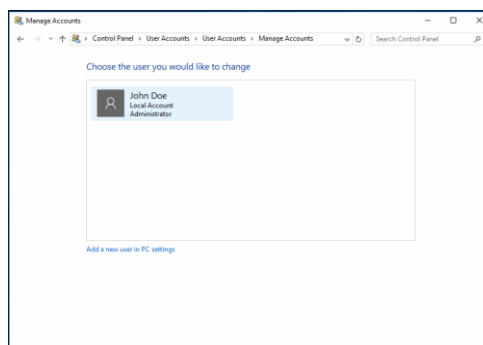 Manage Accounts
Control Panel > User Accounts > User Accounts > Manage Accounts
Search Control Panel
Choose the user you would like to change
John Doe
Local Account
Administrator
Add a new user in PC settings